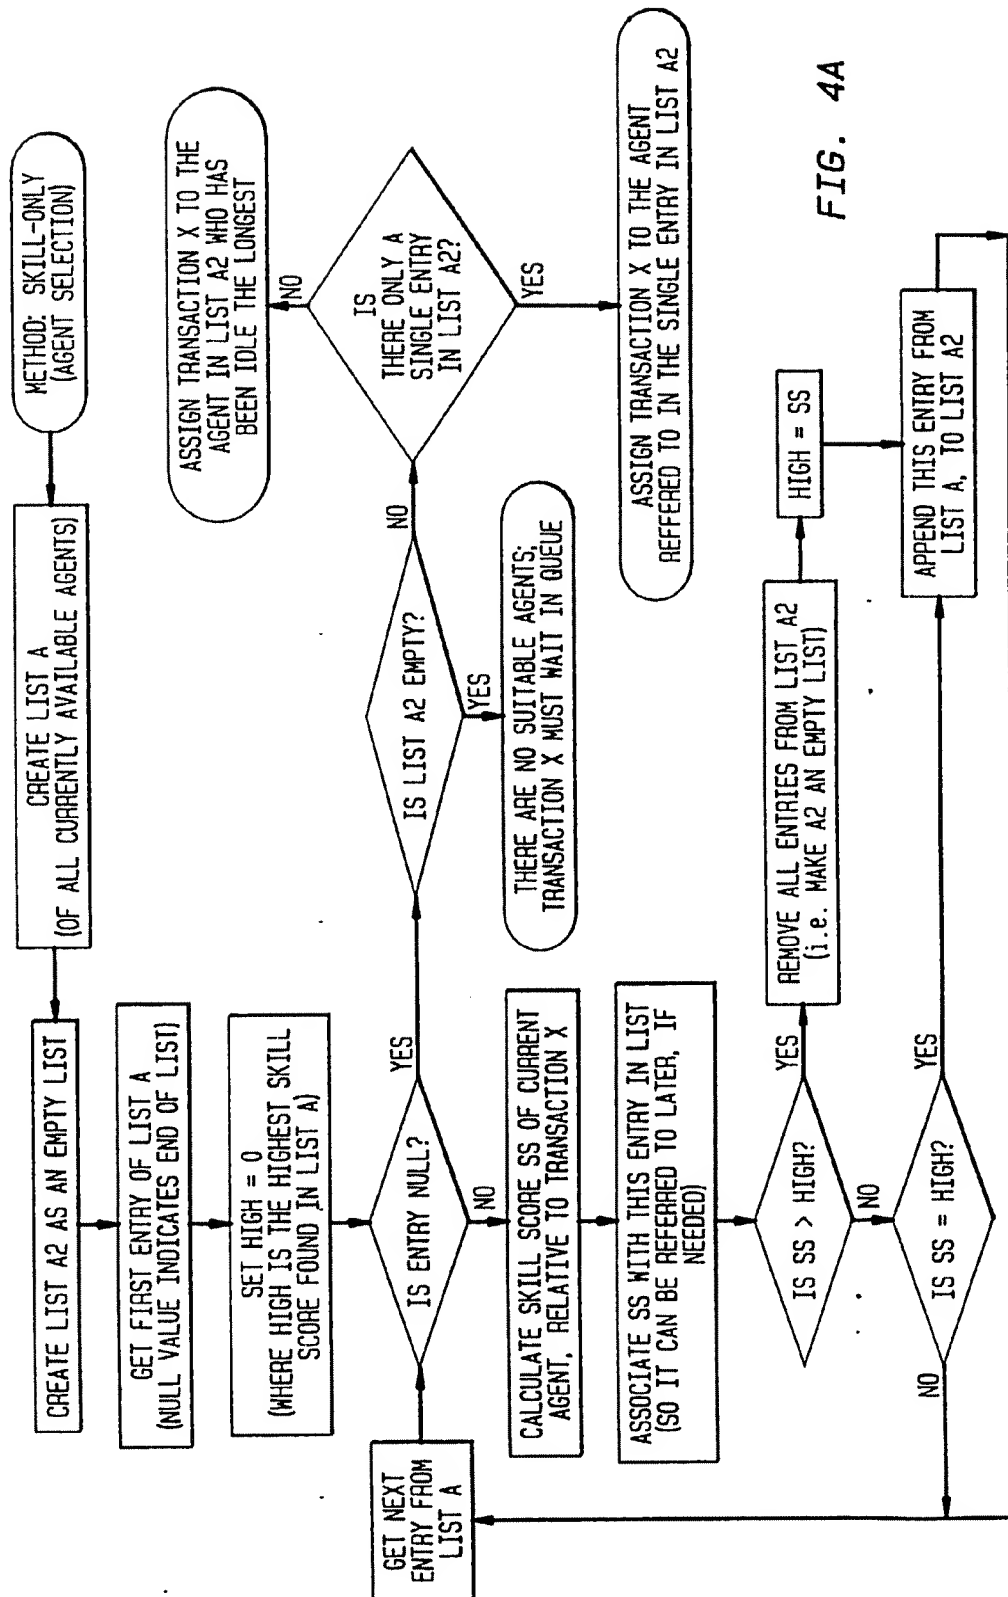 METHOD: SKILL-ONLY
(AGENT SELECTION)
CREATE LIST A
(OF ALL CURRENTLY AVAILABLE AGENTS)
CREATE LIST A2 AS AN EMPTY LIST
GET FIRST ENTRY OF LIST A
(NULL VALUE INDICATES END OF LIST)
SET HIGH = 0
(WHERE HIGH IS THE HIGHEST SKILL
SCORE FOUND IN LIST A)
GET NEXT
ENTRY FROM
LIST A
IS ENTRY NULL?
YES
NO
IS LIST A2 EMPTY?
NO
YES
IS
THERE ONLY A
SINGLE ENTRY
IN LIST A2?
NO
YES
ASSIGN TRANSACTION X TO THE
AGENT IN LIST A2 WHO HAS
BEEN IDLE THE LONGEST
THERE ARE NO SUITABLE AGENTS;
TRANSACTION X MUST WAIT IN QUEUE
ASSIGN TRANSACTION X TO THE AGENT
REFFERED TO IN THE SINGLE ENTRY IN LIST A2
CALCULATE SKILL SCORE SS OF CURRENT
AGENT, RELATIVE TO TRANSACTION X
ASSOCIATE SS WITH THIS ENTRY IN LIST
(SO IT CAN BE REFERRED TO LATER, IF
NEEDED)
IS SS > HIGH?
YES
NO
REMOVE ALL ENTRIES FROM LIST A2
(i.e. MAKE A2 AN EMPTY LIST)
HIGH = SS
IS SS = HIGH?
YES
NO
APPEND THIS ENTRY FROM
LIST A, TO LIST A2
FIG. 4A